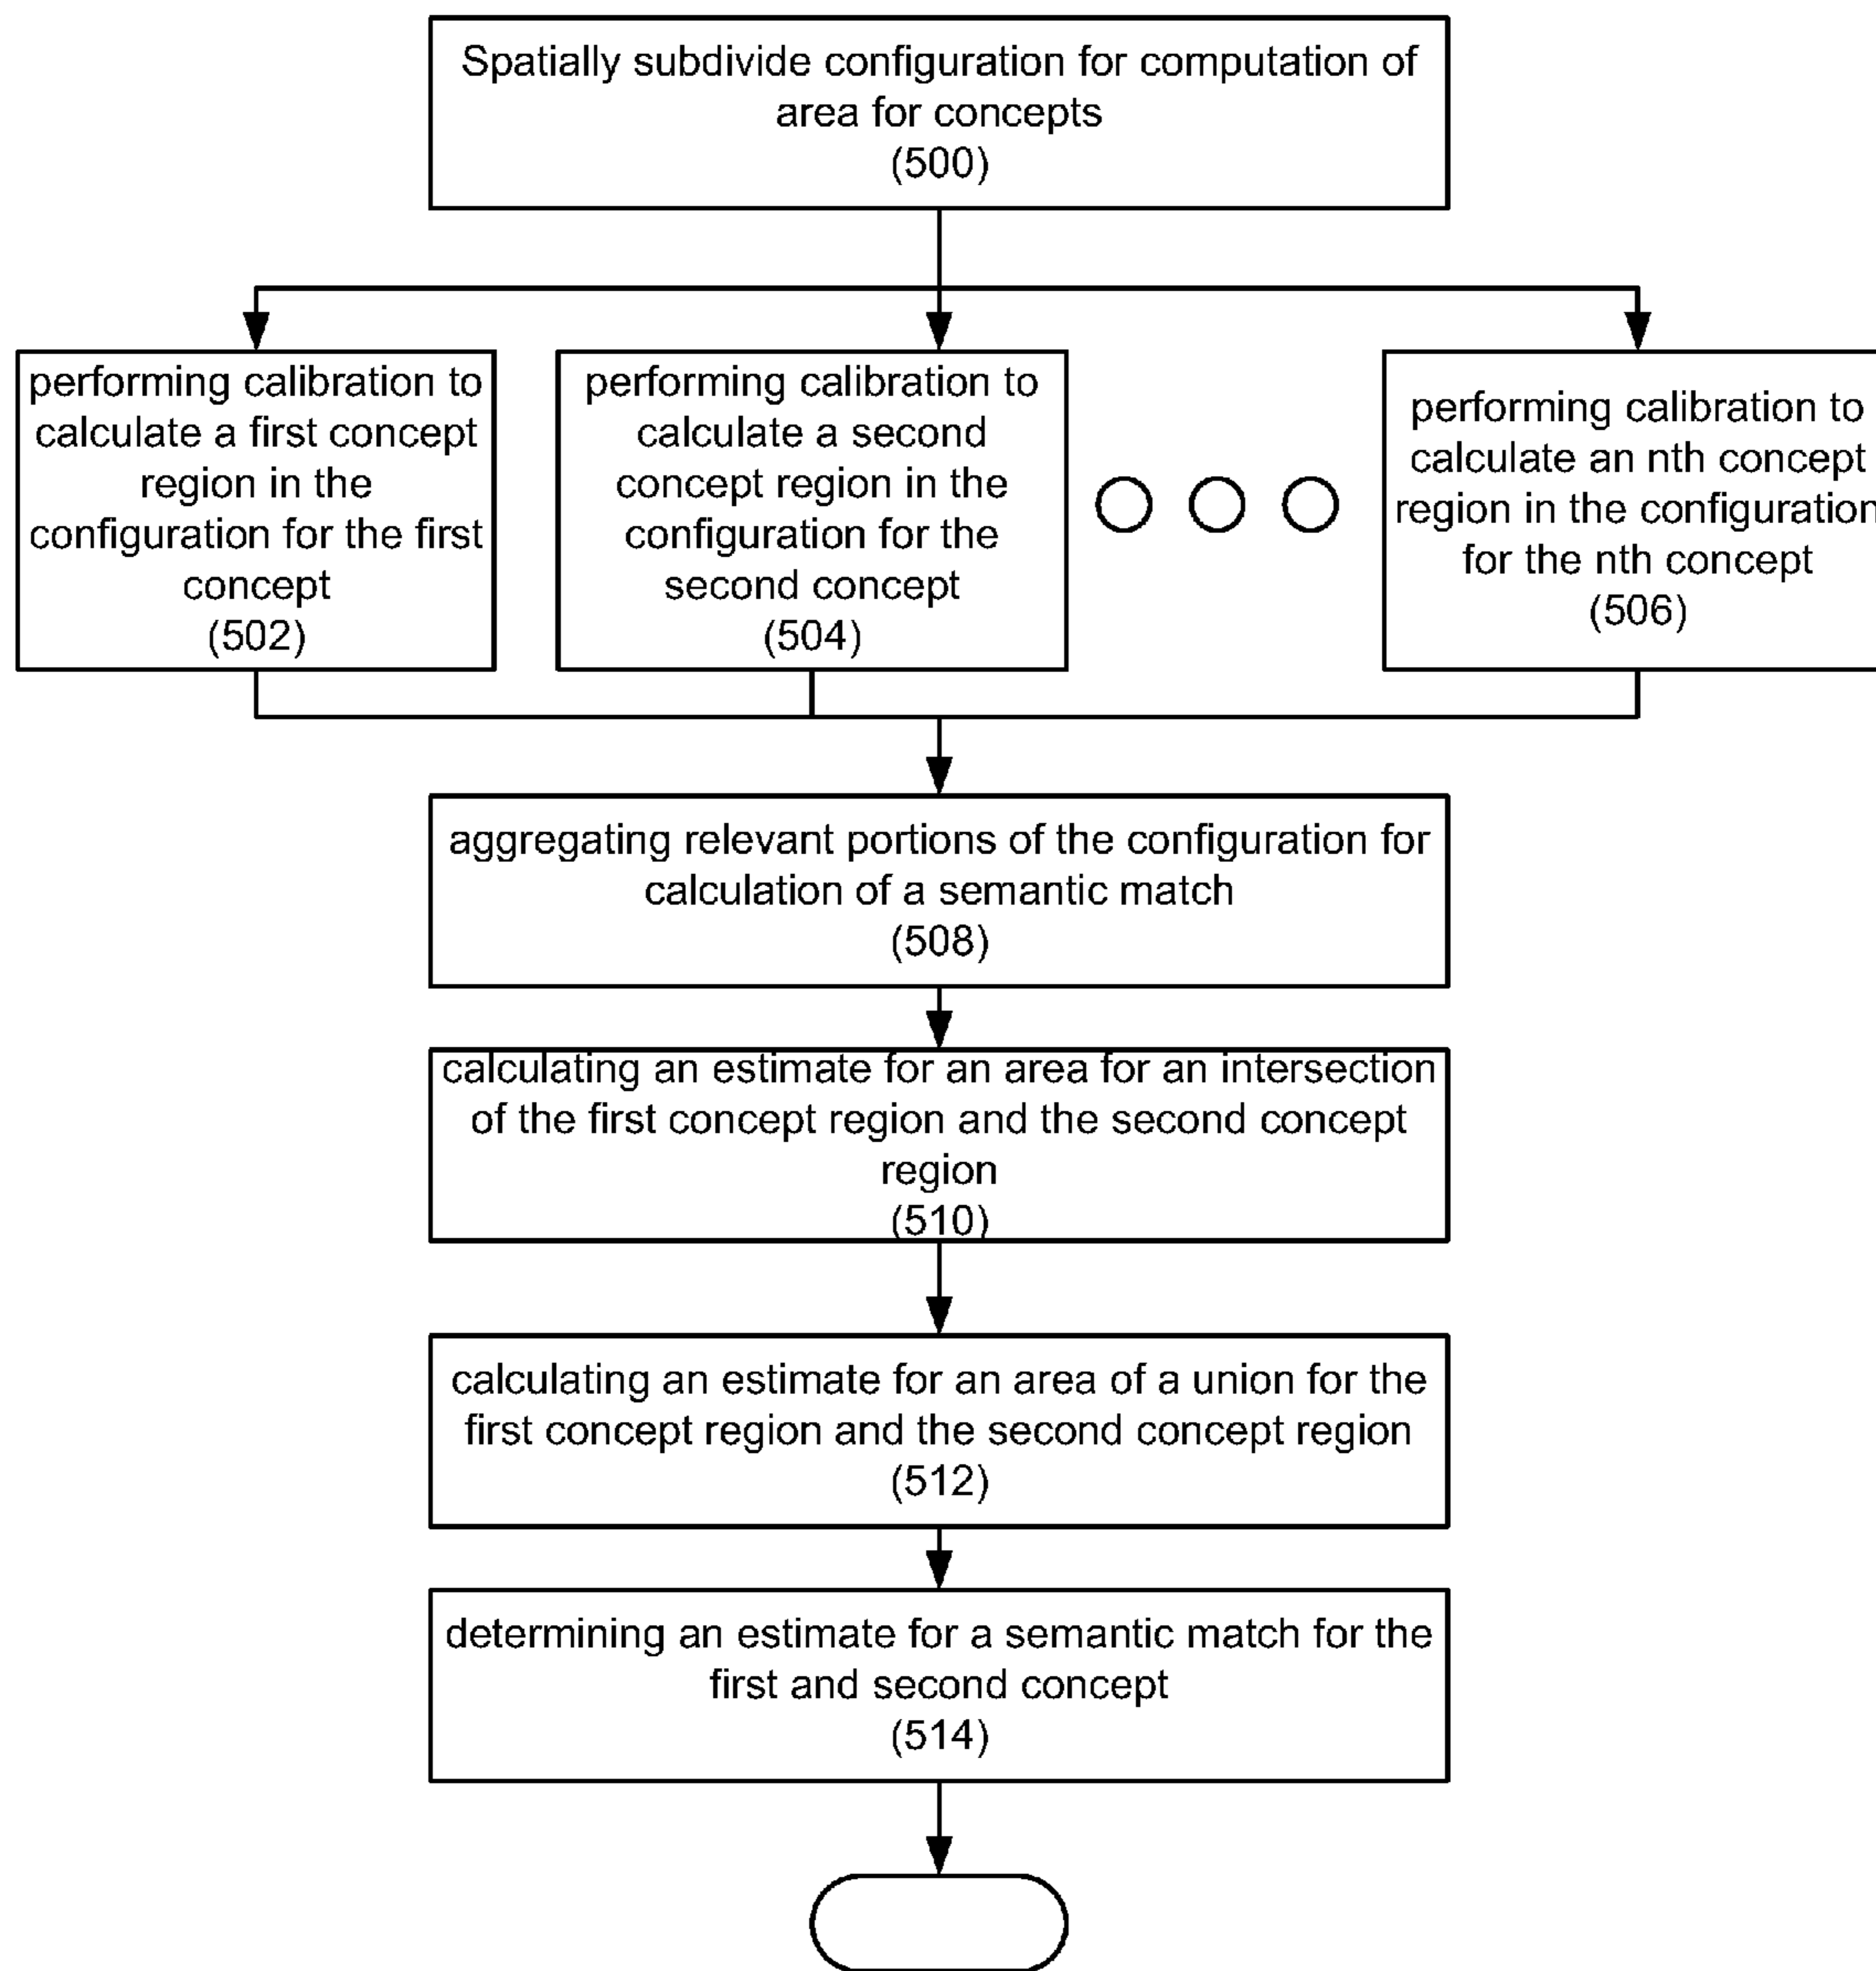 Spatially subdivide configuration for computation of
area for concepts
(500)
performing calibration to
calculate a first concept
region in the
configuration for the first
concept
(502)
performing calibration to
calculate a second
concept region in the
configuration for the
second concept
(504)
performing calibration to
calculate an nth concept
region in the configuration
for the nth concept
(506)
aggregating relevant portions of the configuration for
calculation of a semantic match
(508)
calculating an estimate for an area for an intersection
of the first concept region and the second concept
region
(510)
calculating an estimate for an area of a union for the
first concept region and the second concept region
(512)
determining an estimate for a semantic match for the
first and second concept
(514)